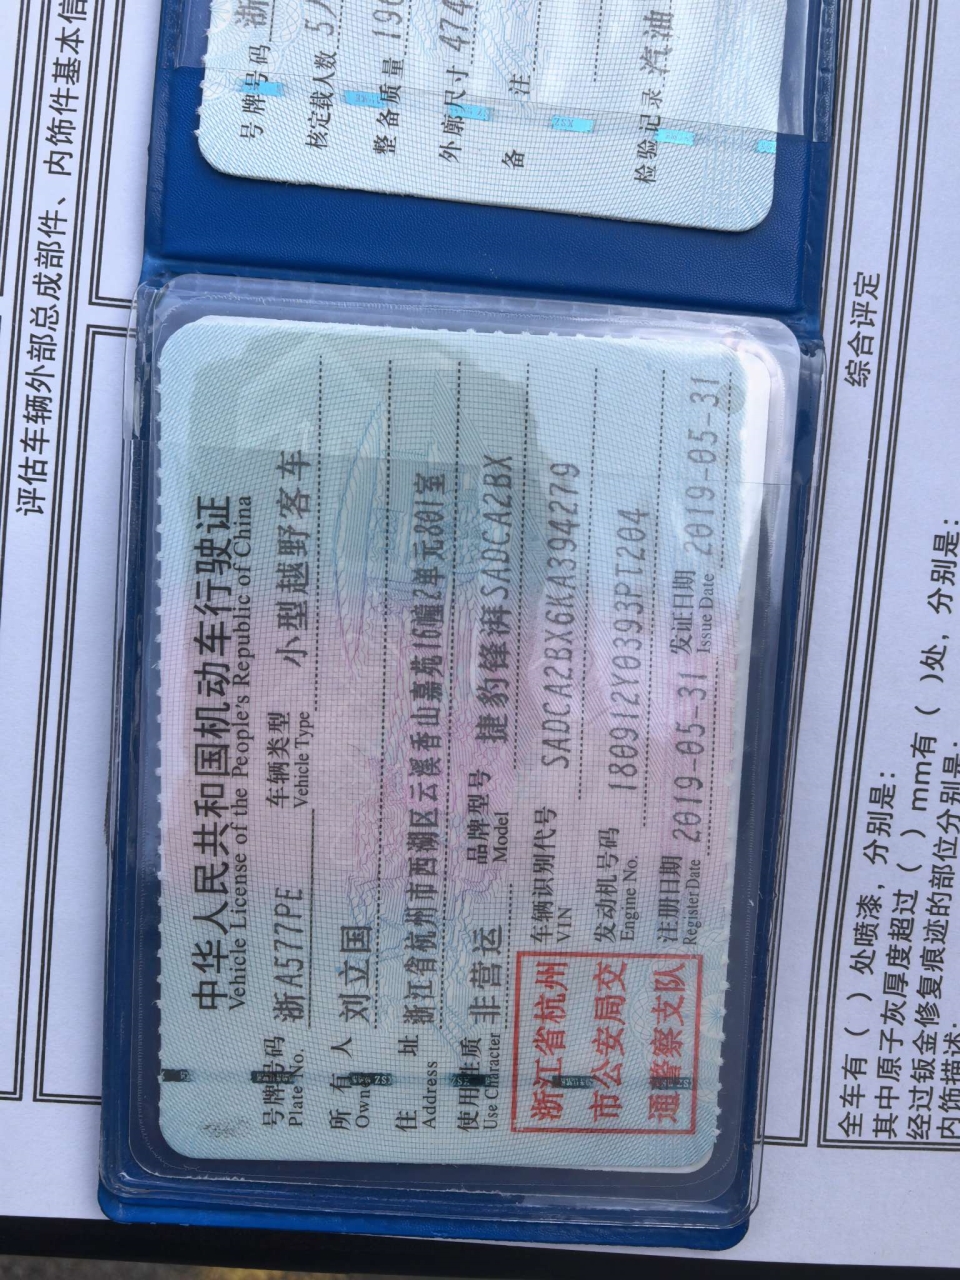 评估车辆外部总成部件、内饰件基本信
号牌号码 浙
核定载人数 5
整备质量 196
外廓尺寸 474
备 注
检验记录 汽油
中华人民共和国机动车行驶证
Vehicle License of the People's Republic of China
号牌号码 浙A577PE 车辆类型 小型越野客车
Plate No. Vehicle Type
所有人 刘立国
Owner
住 址 浙江省杭州市西湖区云溪香山嘉苑16幢2单元801室
Address
使用性质 非营运 品牌型号 捷豹锋湃SADCA2BX
Use Character Model
浙江省杭州
市公安局交
通警察支队
车辆识别代号 SADCA2BX6KA394279
VIN
发动机号码 180912Y0393PT204
Engine No.
注册日期 2019-05-31 发证日期 2019-05-31
Register Date Issue Date
综合评定
全车有( )处喷漆，分别是：
其中原子灰厚度超过( )mm有( )处，分别是：
经过钣金修复痕迹的部位分别是：
内饰描述：